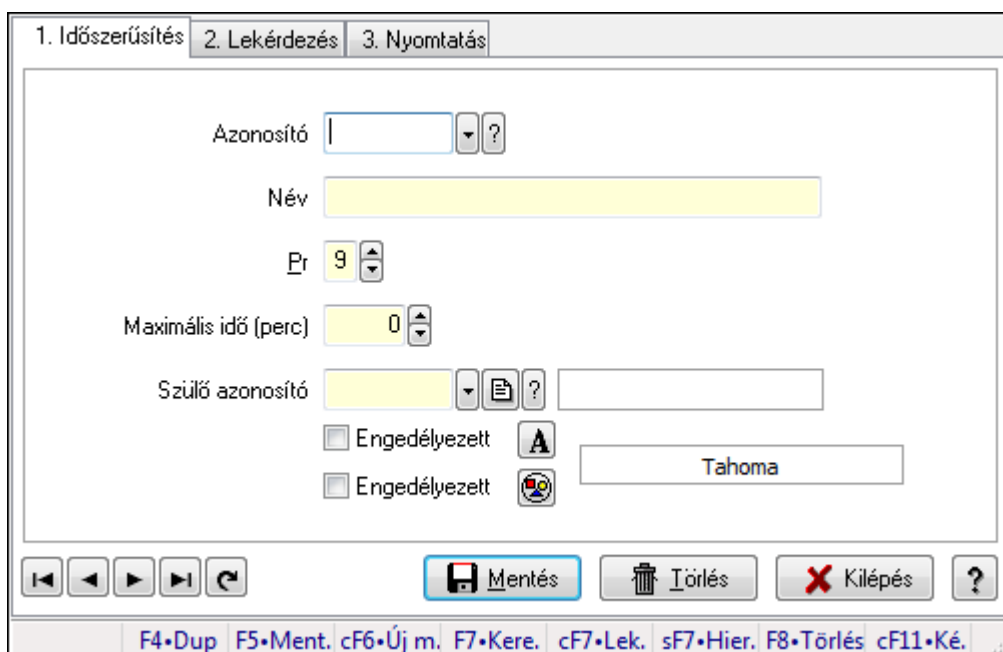 1. Időszerűsítés 2. Lekérdezés 3. Nyomtatás
Azonosító ?
Név
Pr 9
Maximális idő (perc) 0
Szülő azonosító ?
Engedélyezett A
Tahoma
Engedélyezett
Mentés Törlés Kilépés ?
F4•Dup F5•Ment. cF6•Új m. F7•Kere. cF7•Lek. sF7•Hier. F8•Törlés cF11•Ké.